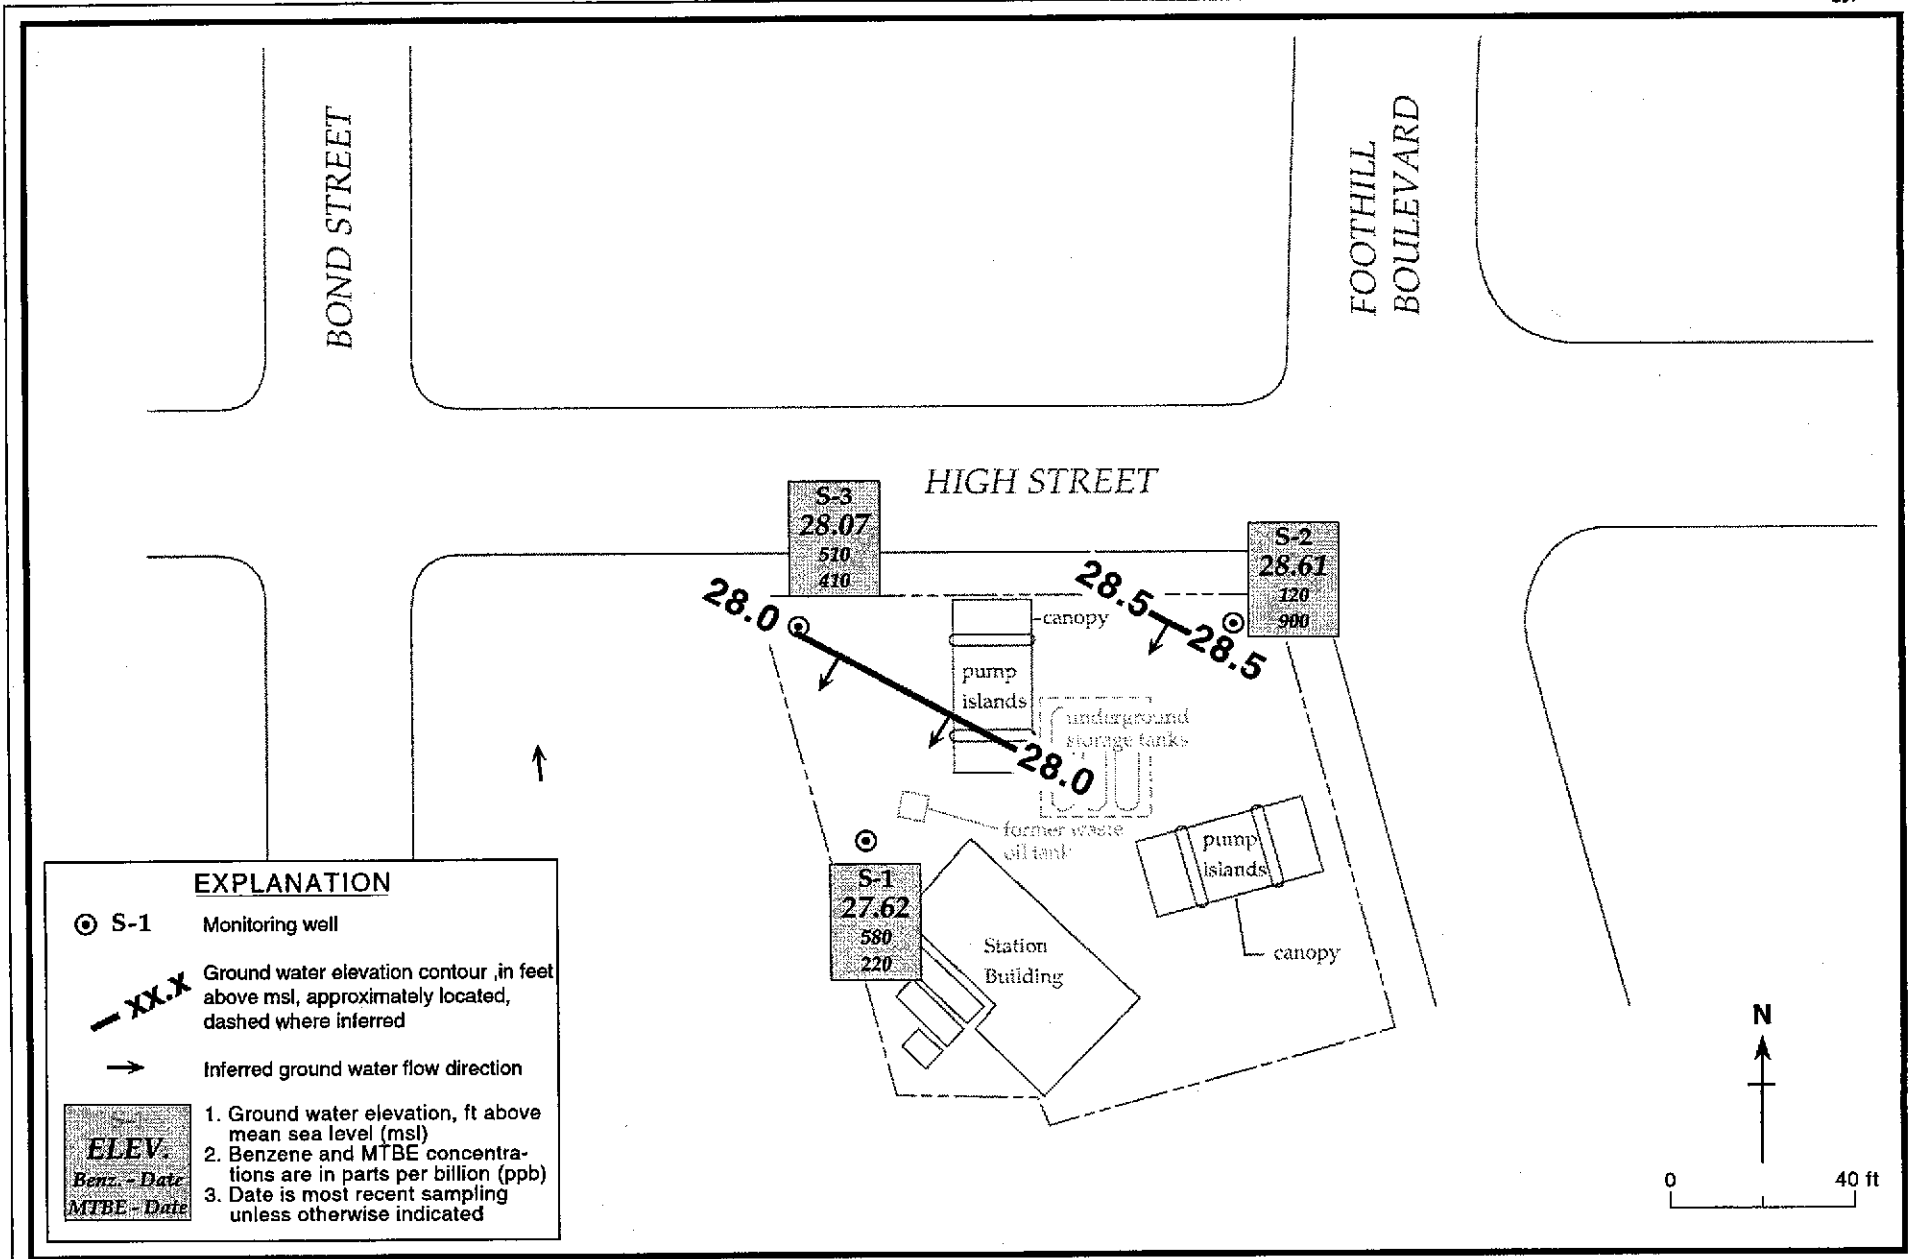 BOND STREET
FOOTHILL
BOULEVARD
HIGH STREET
S-3
28.07
510
410
S-2
28.61
120
900
28.0
28.0
28.5
28.5
canopy
pump
islands
underground
storage tanks
former waste
oil tank
pump
islands
canopy
S-1
27.62
580
220
Station
Building
EXPLANATION
S-1 Monitoring well
XX.X Ground water elevation contour ,in feet
above msl, approximately located,
dashed where inferred
Inferred ground water flow direction
S-1
ELEV.
Benz. - Date
MTBE - Date
1. Ground water elevation, ft above
mean sea level (msl)
2. Benzene and MTBE concentra-
tions are in parts per billion (ppb)
3. Date is most recent sampling
unless otherwise indicated
N
0 40 ft